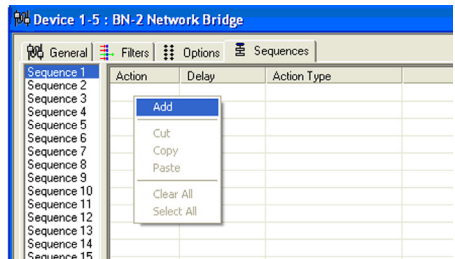 Device 1-5 : BN-2 Network Bridge
General Filters Options Sequences
Action Delay Action Type
Sequence 1
Sequence 2
Sequence 3
Sequence 4
Sequence 5
Sequence 6
Sequence 7
Sequence 8
Sequence 9
Sequence 10
Sequence 11
Sequence 12
Sequence 13
Sequence 14
Sequence 15
Add
Cut
Copy
Paste
Clear All
Select All